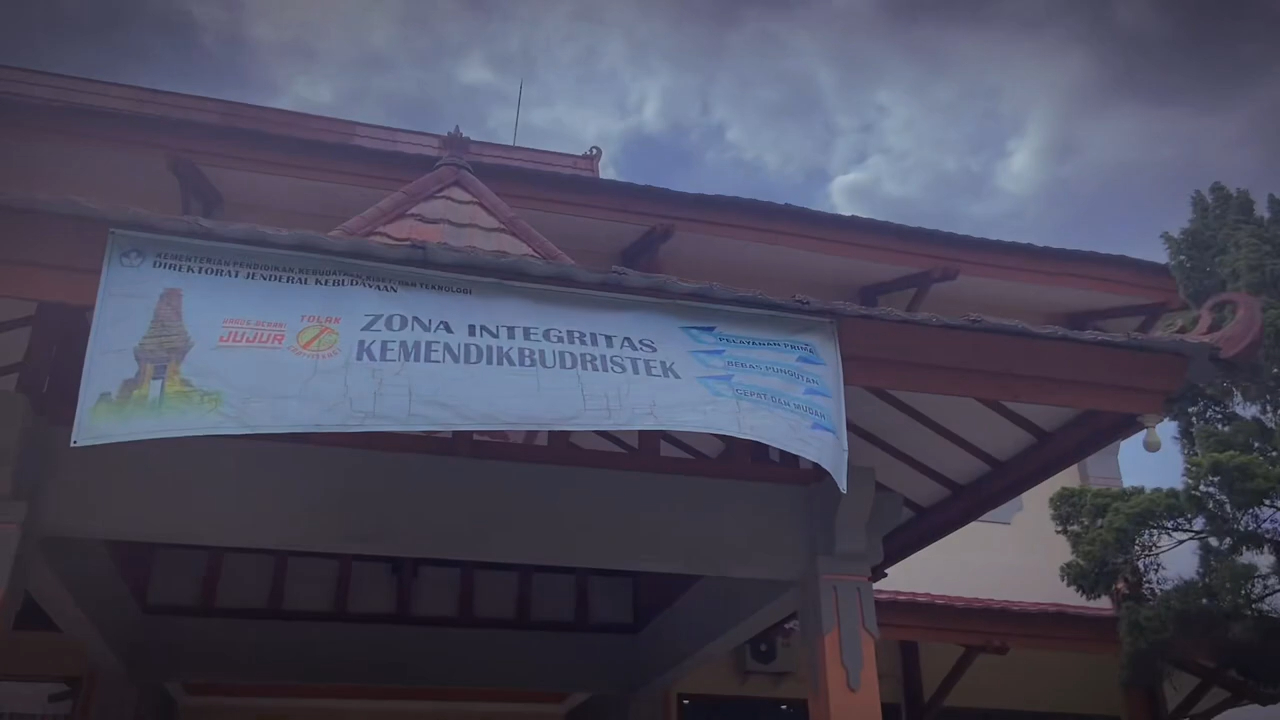 KEMENTERIAN PENDIDIKAN, KEBUDAYAAN, RISET, DAN TEKNOLOGI
DIREKTORAT JENDERAL KEBUDAYAAN
HARUS BERANI
JUJUR
TOLAK
ZONA INTEGRITAS
KEMENDIKBUDRISTEK
PELAYANAN PRIMA
BEBAS PUNGUTAN
CEPAT DAN MUDAH